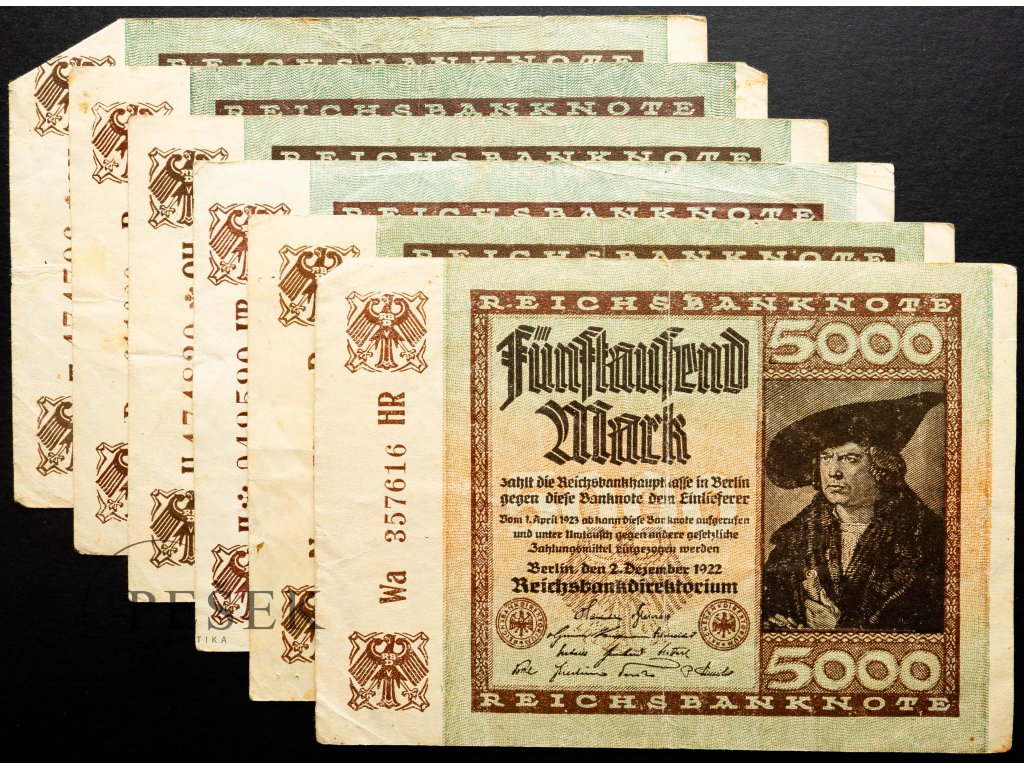 REICHSBANKNOTE
REICHSBANKNOTE
REICHSBANKNOTE
REICHSBANKNOTE
REICHSBANKNOTE
REICHSBANKNOTE
5000
Fünftausend
Mark
zahlt die Reichsbankhauptkasse in Berlin
gegen diese Banknote dem Einlieferer
Vom 1. April 1923 ab kann diese Banknote aufgerufen
und unter Umtausch gegen andere gesetzliche
Zahlungsmittel eingezogen werden
Berlin, den 2. Dezember 1922
Reichsbankdirektorium
5000
REICHSBANKNOTE
Wa 357616 HR